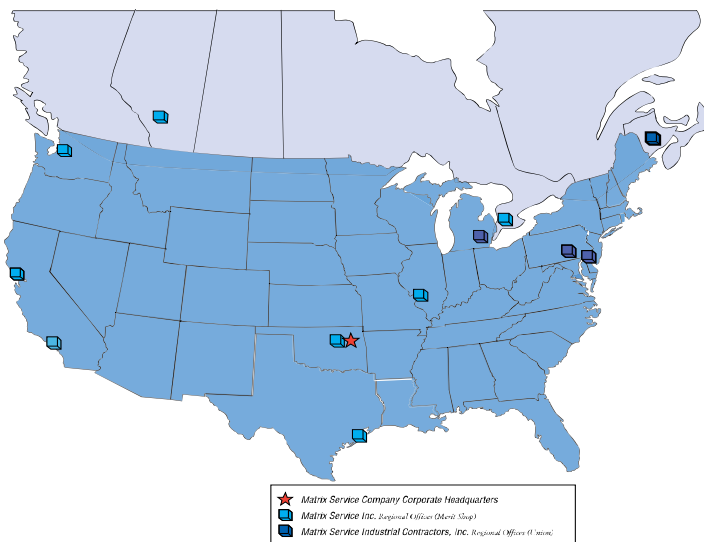 Matrix Service Company Corporate Headquarters
Matrix Service Inc. Regional Offices (Merit Shop)
Matrix Service Industrial Contractors, Inc. Regional Offices (Union)